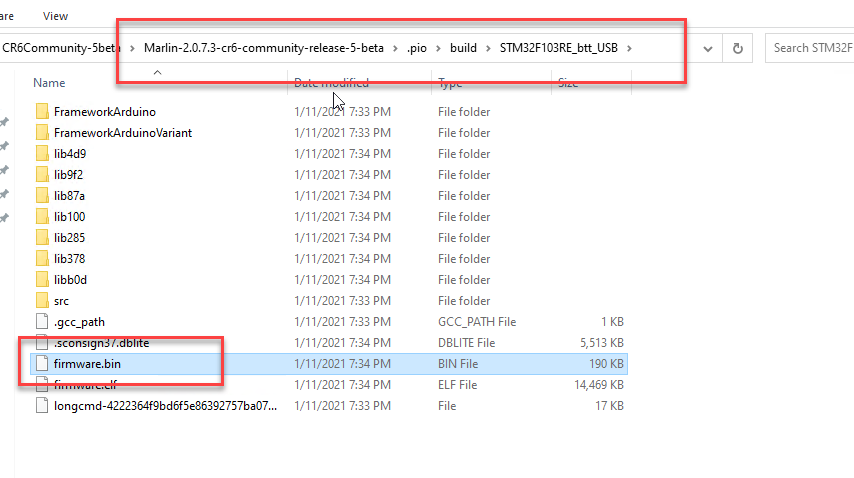 are View
CR6Community-5beta > Marlin-2.0.7.3-cr6-community-release-5-beta > .pio > build > STM32F103RE_btt_USB > Search STM32F
Name Date modified Type Size
FrameworkArduino 1/11/2021 7:33 PM File folder
FrameworkArduinoVariant 1/11/2021 7:33 PM File folder
lib4d9 1/11/2021 7:34 PM File folder
lib9f2 1/11/2021 7:34 PM File folder
lib87a 1/11/2021 7:34 PM File folder
lib100 1/11/2021 7:34 PM File folder
lib285 1/11/2021 7:34 PM File folder
lib378 1/11/2021 7:34 PM File folder
libb0d 1/11/2021 7:34 PM File folder
src 1/11/2021 7:33 PM File folder
.gcc_path 1/11/2021 7:33 PM GCC_PATH File 1 KB
.sconsign37.dblite 1/11/2021 7:34 PM DBLITE File 5,513 KB
firmware.bin 1/11/2021 7:34 PM BIN File 190 KB
firmware.elf 1/11/2021 7:34 PM ELF File 14,469 KB
longcmd-4222364f9bd6f5e86392757ba07... 1/11/2021 7:33 PM File 17 KB